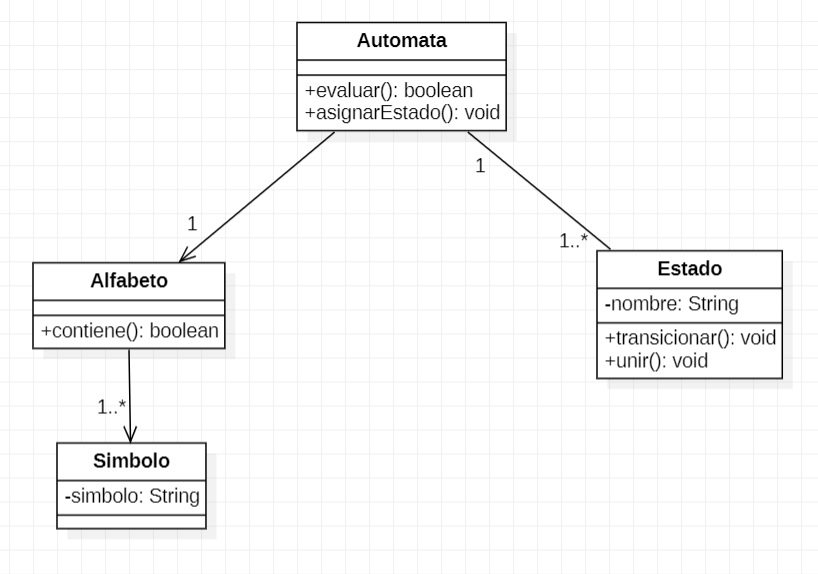 Automata
+evaluar(): boolean
+asignarEstado(): void
1
1
1..*
Alfabeto
+contiene(): boolean
Estado
-nombre: String
+transicionar(): void
+unir(): void
1..*
Simbolo
-simbolo: String